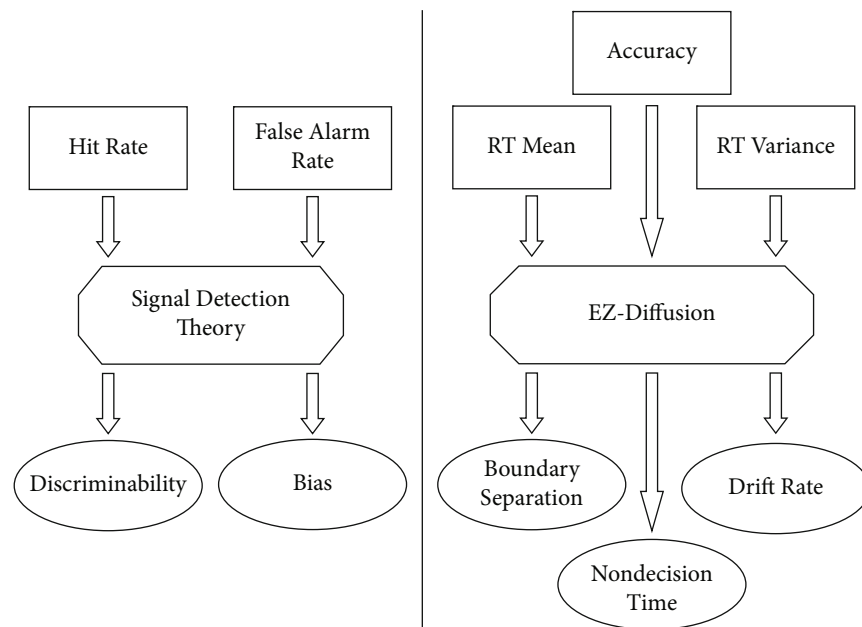 Hit Rate
False Alarm
Rate
Signal Detection
Theory
Discriminability
Bias
Accuracy
RT Mean
RT Variance
EZ-Diffusion
Boundary
Separation
Drift Rate
Nondecision
Time